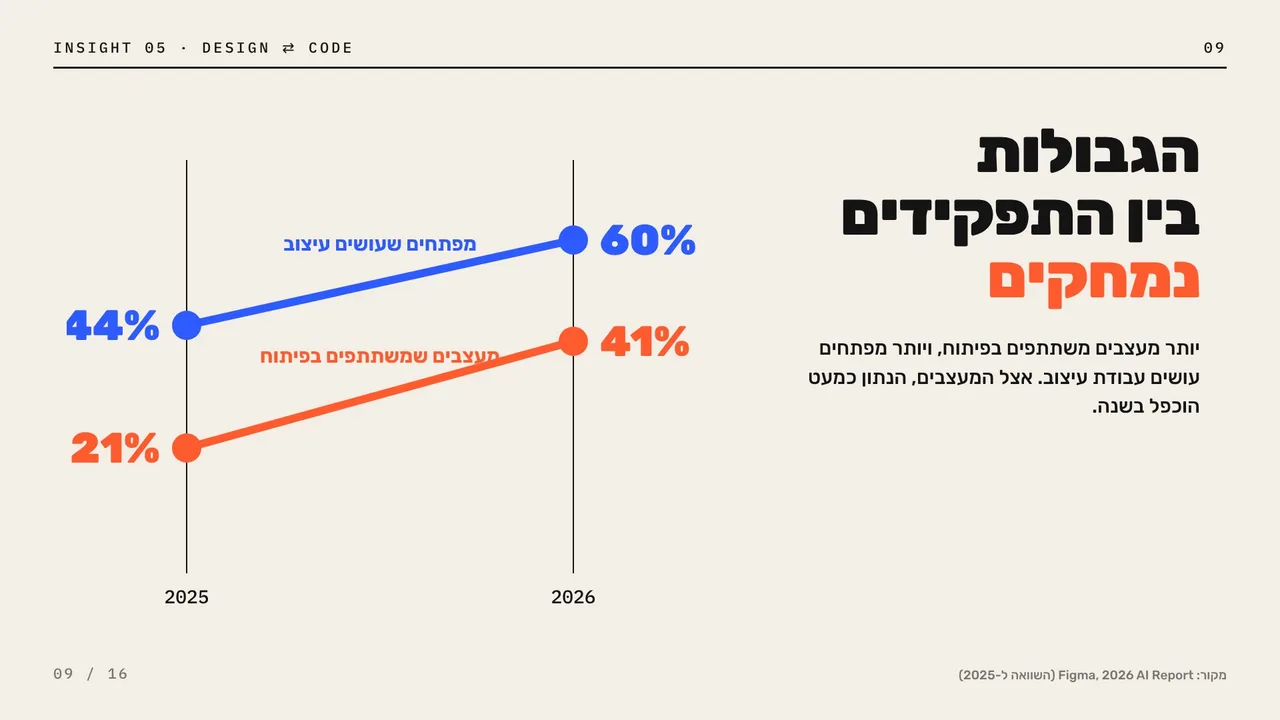 INSIGHT 05 · DESIGN ⇄ CODE
09
הגבולות
בין התפקידים
נמחקים
יותר מעצבים משתתפים בפיתוח, ויותר מפתחים
עושים עבודת עיצוב. אצל המעצבים, הנתון כמעט
הוכפל בשנה.
מפתחים שעושים עיצוב
60%
44%
מעצבים שמשתתפים בפיתוח
41%
21%
2025
2026
09 / 16
מקור: Figma, 2026 AI Report (השוואה ל-2025)